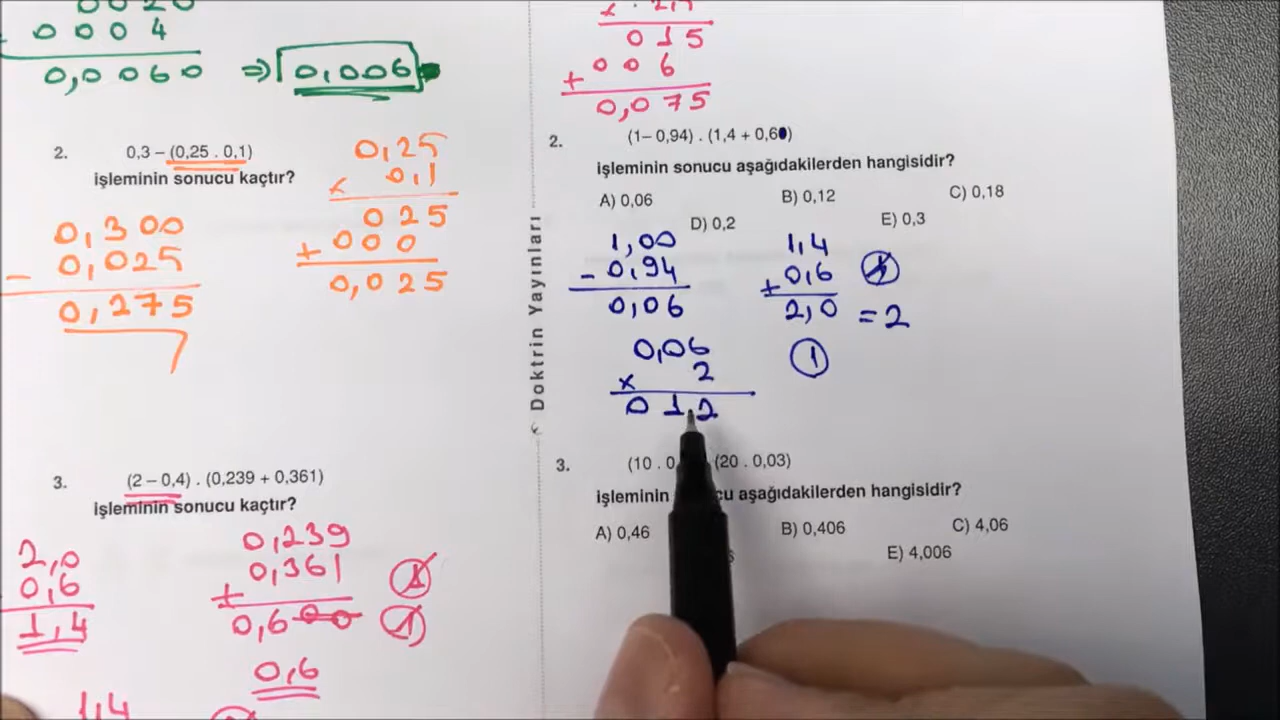 0020
0004
0,0060 ⇒ 0,006
2. 0,3 – (0,25 . 0,1)
işleminin sonucu kaçtır?
0,25
x 0,1
025
+ 000
0,025
0,300
- 0,025
0,275
3. (2 – 0,4) . (0,239 + 0,361)
işleminin sonucu kaçtır?
2,0
0,6
1,4
0,239
+ 0,361
0,600
0,6
1,4
015
+ 006
0,075
2. (1– 0,94) . (1,4 + 0,6)
işleminin sonucu aşağıdakilerden hangisidir?
A) 0,06 B) 0,12 C) 0,18
D) 0,2 E) 0,3
1,00
- 0,94
0,06
1,4
+ 0,6
2,0 = 2
1
0,06
x 2
012
Doktrin Yayınları
3. (10 . 0 (20 . 0,03)
işleminin aşağıdakilerden hangisidir?
A) 0,46 B) 0,406 C) 4,06
E) 4,006